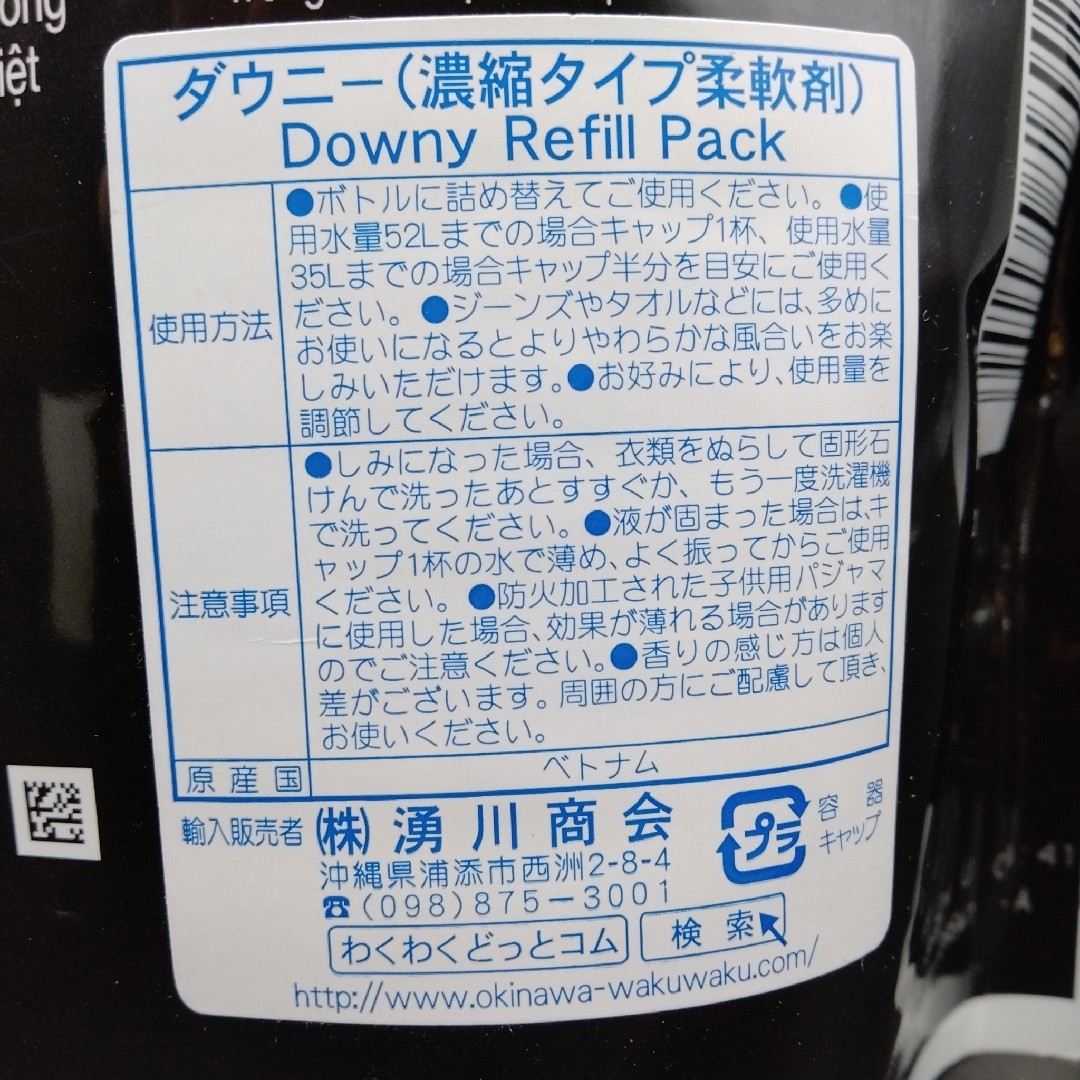 iệt
ダウニー(濃縮タイプ柔軟剤)
Downy Refill Pack
使用方法
●ボトルに詰め替えてご使用ください。●使
用水量52Lまでの場合キャップ1杯、使用水量
35Lまでの場合キャップ半分を目安にご使用く
ださい。●ジーンズやタオルなどには、多めに
お使いになるとよりやわらかな風合いをお楽
しみいただけます。●お好みにより、使用量を
調節してください。
注意事項
●しみになった場合、衣類をぬらして固形石
けんで洗ったあとすすぐか、もう一度洗濯機
で洗ってください。●液が固まった場合は、キ
ャップ1杯の水で薄め、よく振ってからご使用
ください。●防火加工された子供用パジャマ
に使用した場合、効果が薄れる場合があります
のでご注意ください。●香りの感じ方は個人
差がございます。周囲の方にご配慮して頂き、
お使いください。
原産国
ベトナム
輸入販売者 (株)湧川商会
沖縄県浦添市西洲2-8-4
☎(098)875-3001
プラ
容器
キャップ
わくわくどっとコム 検索
http://www.okinawa-wakuwaku.com/